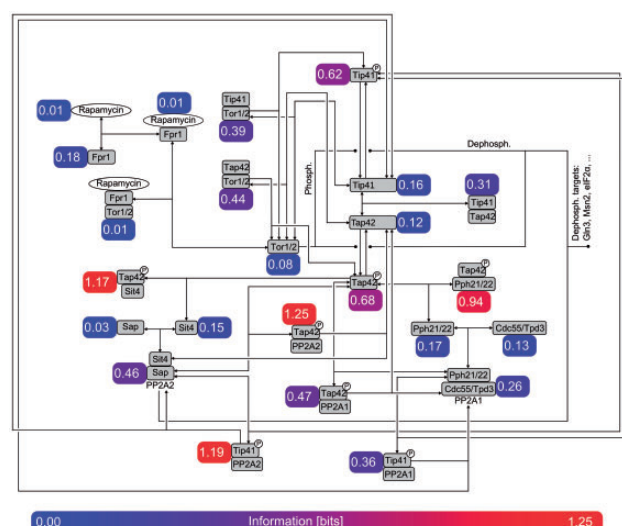 0.62
P
Tip41
0.01
Rapamycin
0.01
Rapamycin
Fpr1
Tip41
Tor1/2
0.39
0.18
Fpr1
Dephosph.
Phosph.
Tap42
Tor1/2
0.44
Rapamycin
Fpr1
Tor1/2
0.01
Tip41
0.16
0.31
Tip41
Tap42
Tap42
0.12
Dephosph. targets:
Gln3, Msn2, eIF2α, ...
Tor1/2
0.08
1.17
P
Tap42
Sit4
P
Tap42
0.68
P
Tap42
Pph21/22
0.94
0.03
Sap
Sit4
0.15
1.25
P
Tap42
PP2A2
Pph21/22
0.17
Cdc55/Tpd3
0.13
Sit4
0.46
Sap
PP2A2
0.47
P
Tap42
PP2A1
Pph21/22
Cdc55/Tpd3
0.26
PP2A1
1.19
P
Tip41
PP2A2
0.36
P
Tip41
PP2A1
0.00
Information [bits]
1.25